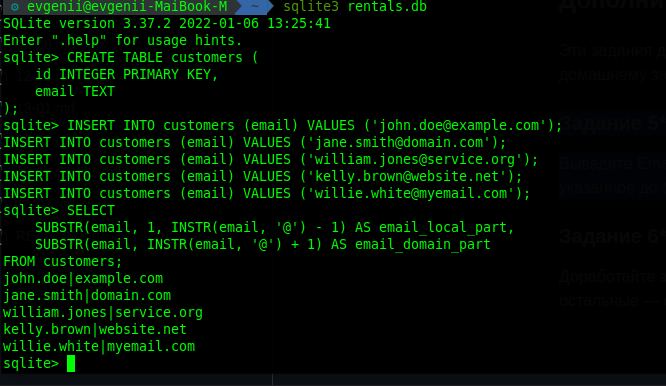 evgenii@evgenii-MaiBook-M ~ sqlite3 rentals.db
SQLite version 3.37.2 2022-01-06 13:25:41
Enter ".help" for usage hints.
sqlite> CREATE TABLE customers (
    id INTEGER PRIMARY KEY,
    email TEXT
);
sqlite> INSERT INTO customers (email) VALUES ('john.doe@example.com');
INSERT INTO customers (email) VALUES ('jane.smith@domain.com');
INSERT INTO customers (email) VALUES ('william.jones@service.org');
INSERT INTO customers (email) VALUES ('kelly.brown@website.net');
INSERT INTO customers (email) VALUES ('willie.white@myemail.com');
sqlite> SELECT
    SUBSTR(email, 1, INSTR(email, '@') - 1) AS email_local_part,
    SUBSTR(email, INSTR(email, '@') + 1) AS email_domain_part
FROM customers;
john.doe|example.com
jane.smith|domain.com
william.jones|service.org
kelly.brown|website.net
willie.white|myemail.com
sqlite>
Задание 5*
Задание 6*
Доработайте
остальные —